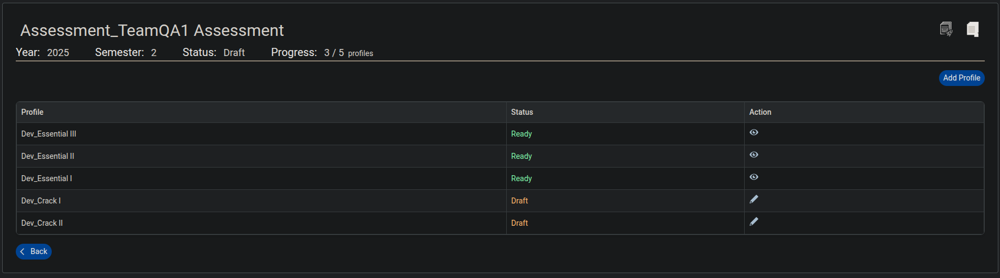 Assessment_TeamQA1 Assessment
Year: 2025 Semester: 2 Status: Draft Progress: 3 / 5 profiles
Add Profile
Profile Status Action
Dev_Essential III Ready
Dev_Essential II Ready
Dev_Essential I Ready
Dev_Crack I Draft
Dev_Crack II Draft
Back